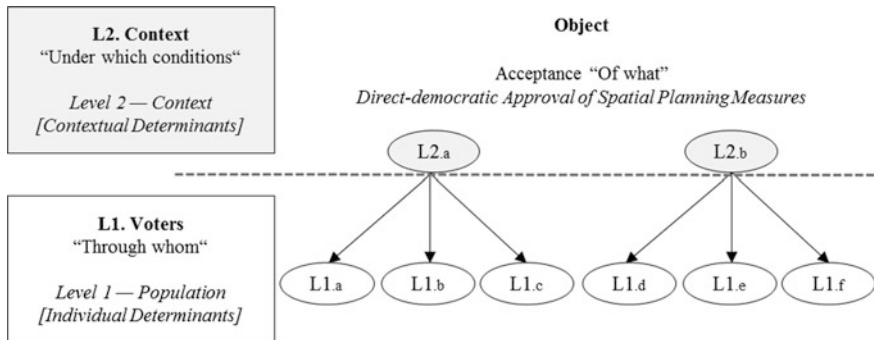 L2. Context
“Under which conditions“
Level 2 — Context
[Contextual Determinants]
Object
Acceptance “Of what”
Direct-democratic Approval of Spatial Planning Measures
L2.a
L2.b
L1. Voters
“Through whom“
Level 1 — Population
[Individual Determinants]
L1.a
L1.b
L1.c
L1.d
L1.e
L1.f